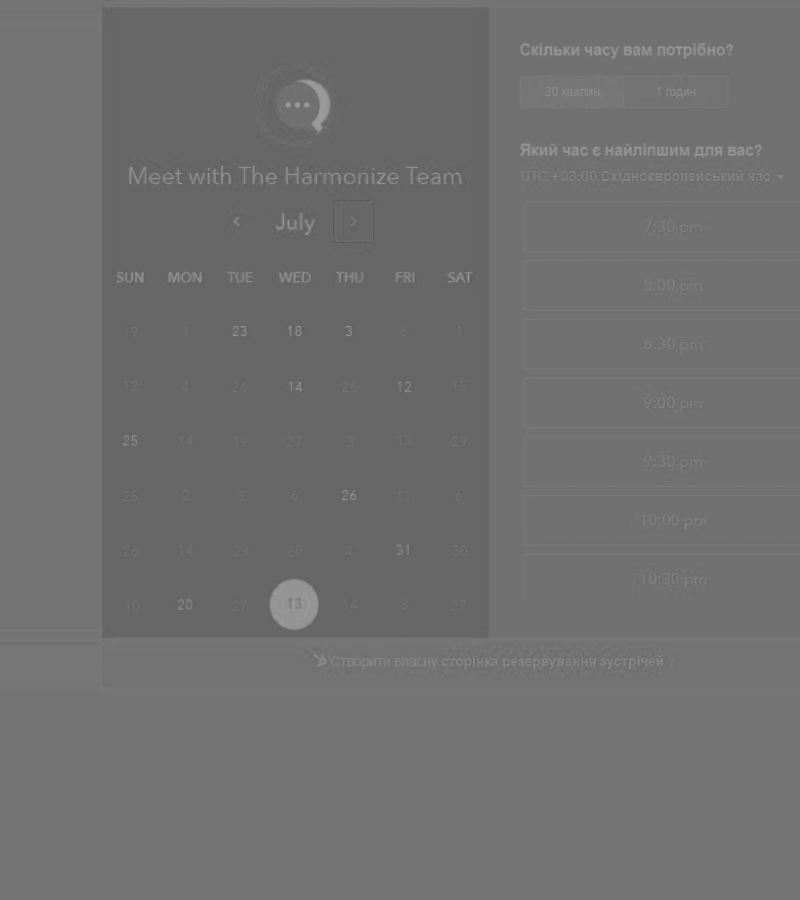 Meet with The Harmonize Team
July
SUN MON TUE WED THU FRI SAT
19 1 23 18 3 6 1
12 4 26 14 26 12 15
25 14 19 27 3 13 29
25 2 3 6 26 11 6
26 14 29 28 4 31 30
10 20 27 13 14 8 27
Скільки часу вам потрібно?
30 хвилин 1 годин
Який час є найліпшим для вас?
UTC +03:00 Східноєвропейський час
7:30 pm
8:00 pm
8:30 pm
9:00 pm
9:30 pm
10:00 pm
10:30 pm
Створити власну сторінка резервування зустрічей